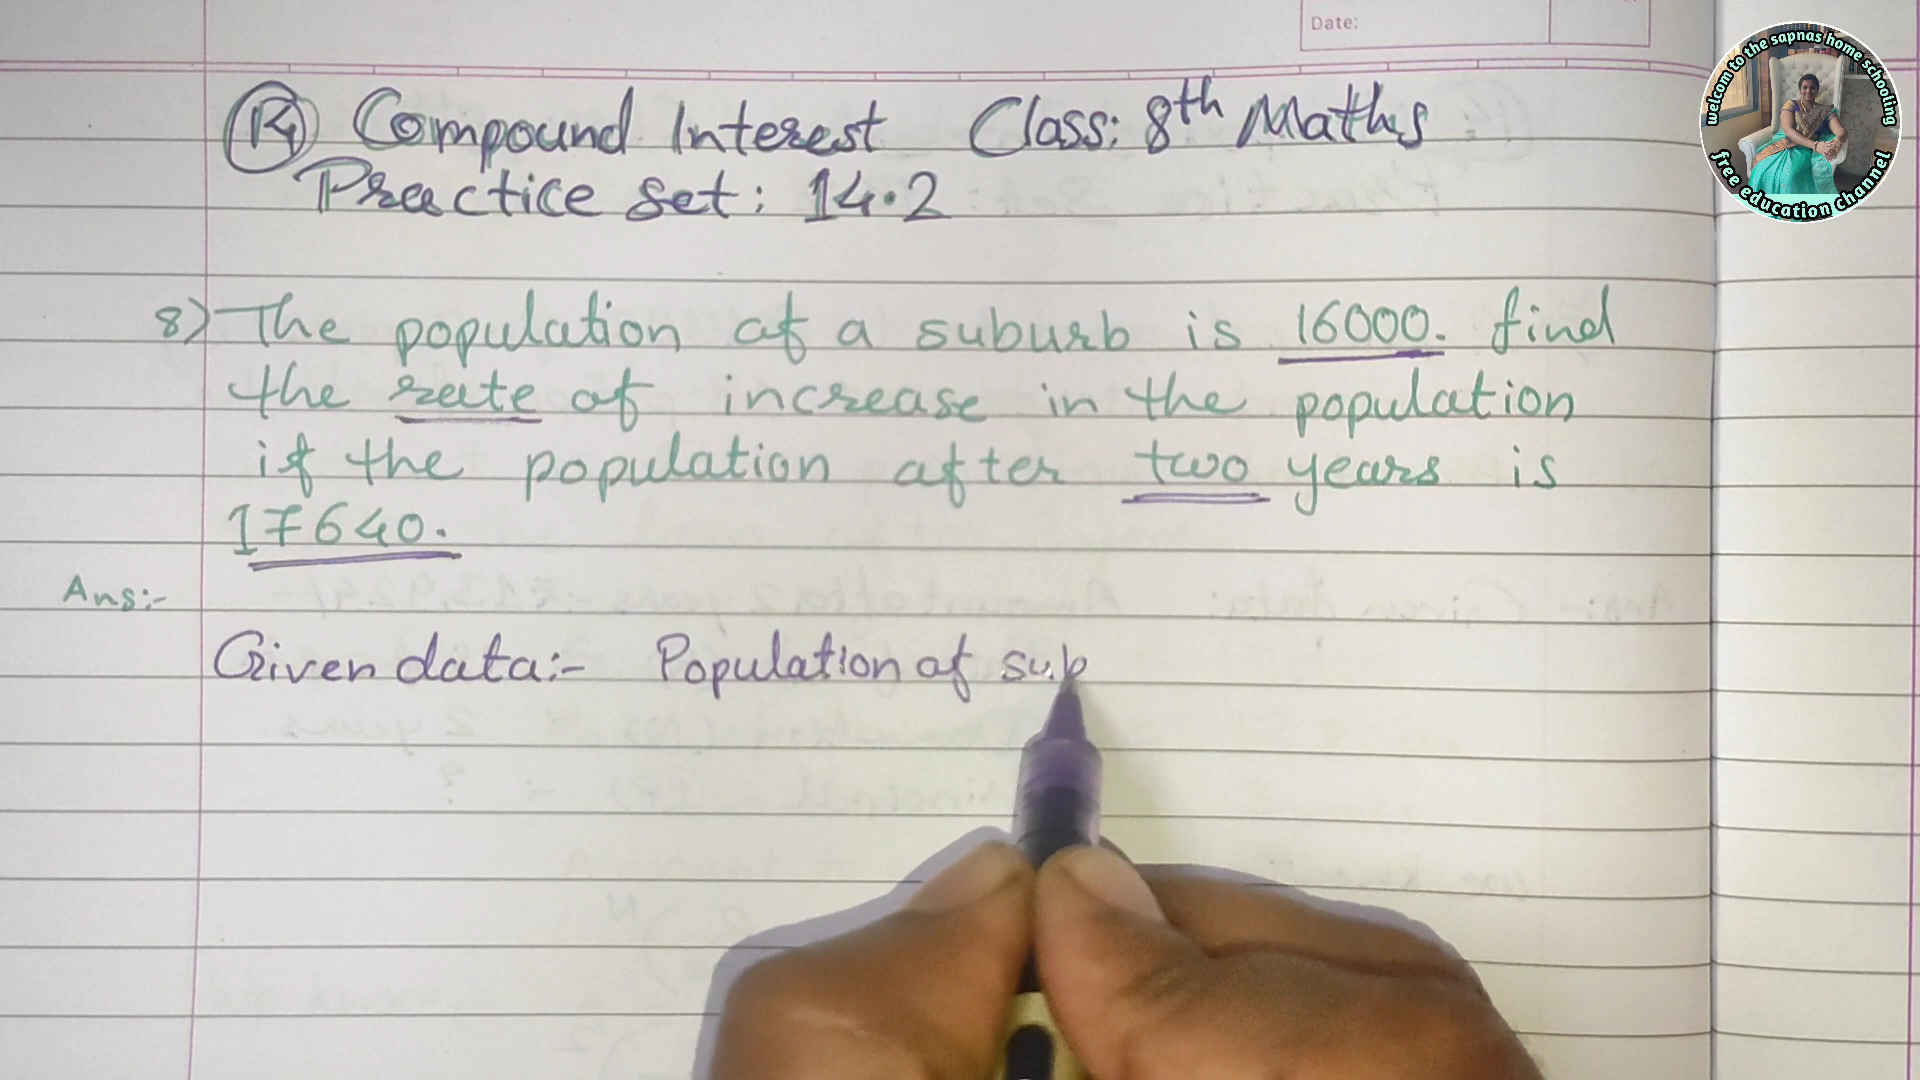 Date:
welcom to the sapnas home schooling
free education channel
14 Compound Interest Class: 8th Maths
Practice set: 14.2
8) The population of a suburb is 16000. find
the rate of increase in the population
if the population after two years is
17640.
Ans:-
Given data:- Population of sub